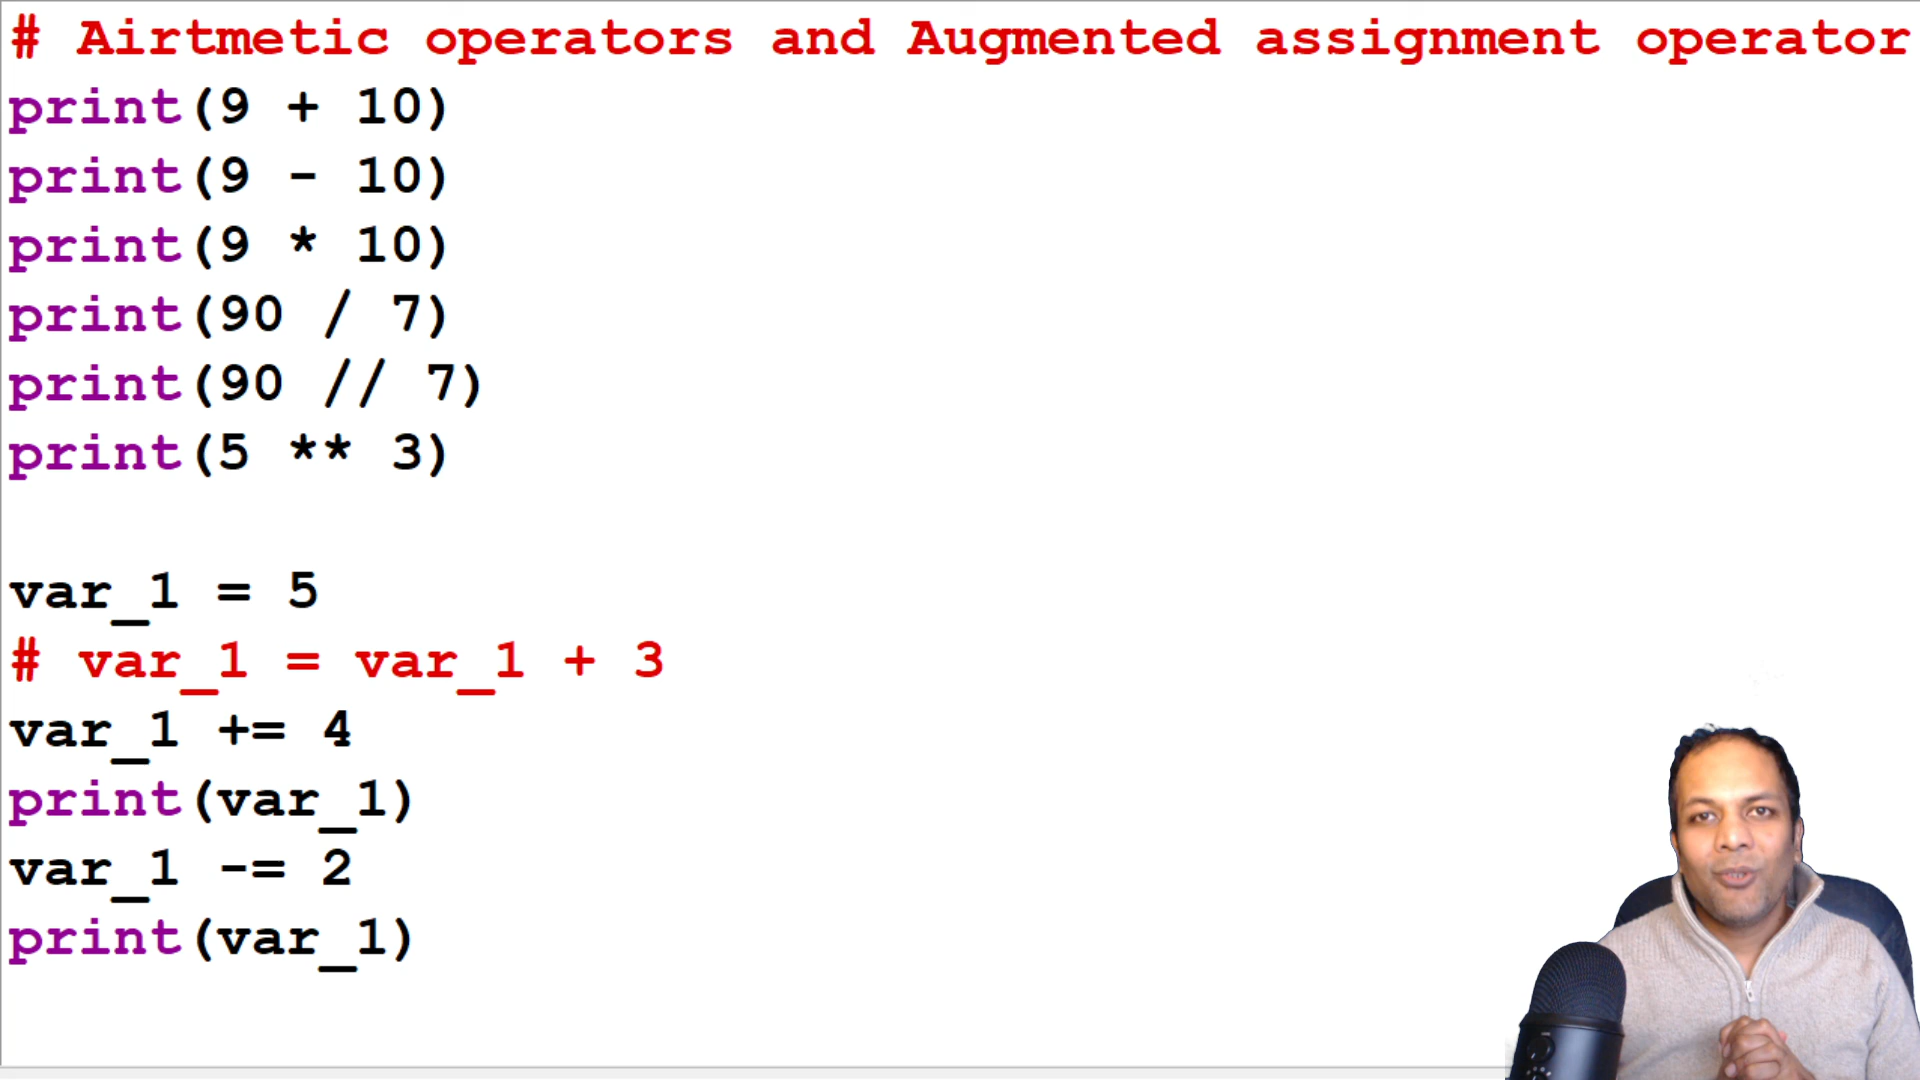 # Airtmetic operators and Augmented assignment operator
print(9 + 10)
print(9 - 10)
print(9 * 10)
print(90 / 7)
print(90 // 7)
print(5 ** 3)
var_1 = 5
# var_1 = var_1 + 3
var_1 += 4
print(var_1)
var_1 -= 2
print(var_1)